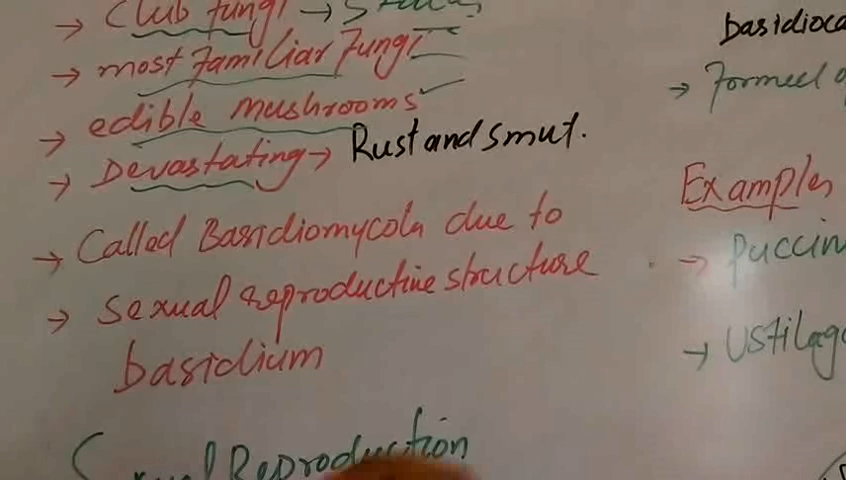 → Club fungi →
→ most familiar Fungi
→ edible mushrooms
→ Devastating → Rust and smut.
→ Called Basidiomycota due to
→ Sexual reproductive structure
basidium
Sexual Reproduction
basidioca
→ Formed
Examples
→ Puccin
→ Ustilag